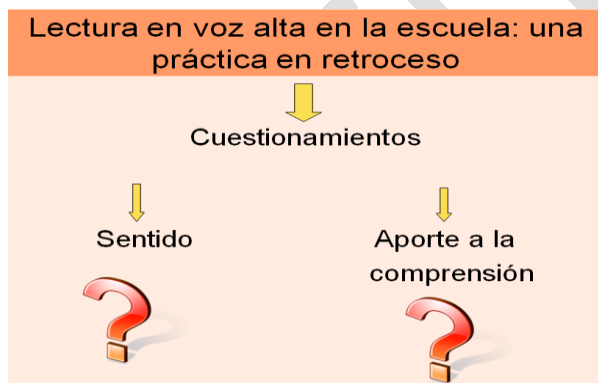 Lectura en voz alta en la escuela: una
práctica en retroceso
Cuestionamientos
Sentido
Aporte a la
comprensión